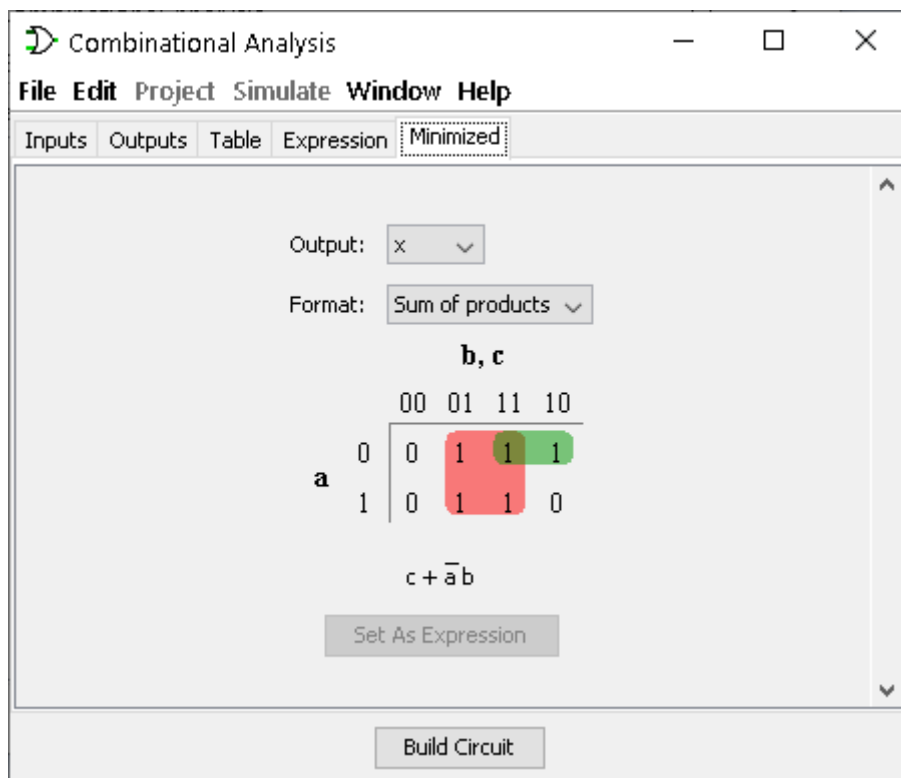 Combinational Analysis
File Edit Project Simulate Window Help
Inputs Outputs Table Expression Minimized
Output: x
Format: Sum of products
b, c
00 01 11 10
0 0 1 1 1
a
1 0 1 1 0
c + a̅ b
Set As Expression
Build Circuit